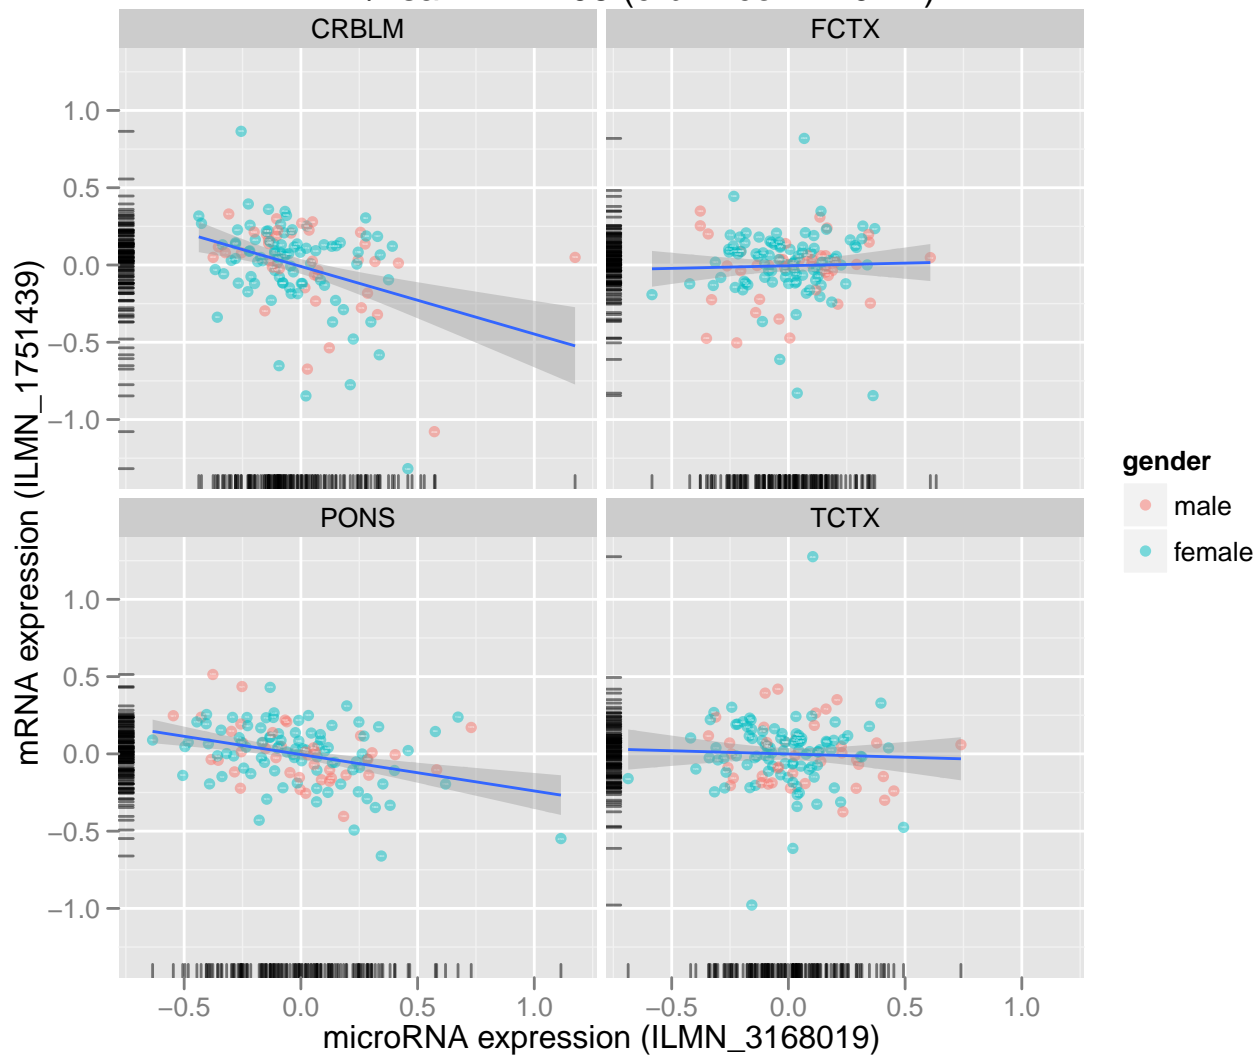 CRBLM FCTX
1.0
0.5
0.0
−0.5
−1.0
PONS TCTX
1.0
0.5
0.0
−0.5
−1.0
−0.5 0.0 0.5 1.0 −0.5 0.0 0.5 1.0
microRNA expression (ILMN_3168019)
mRNA expression (ILMN_1751439)
gender
male
female